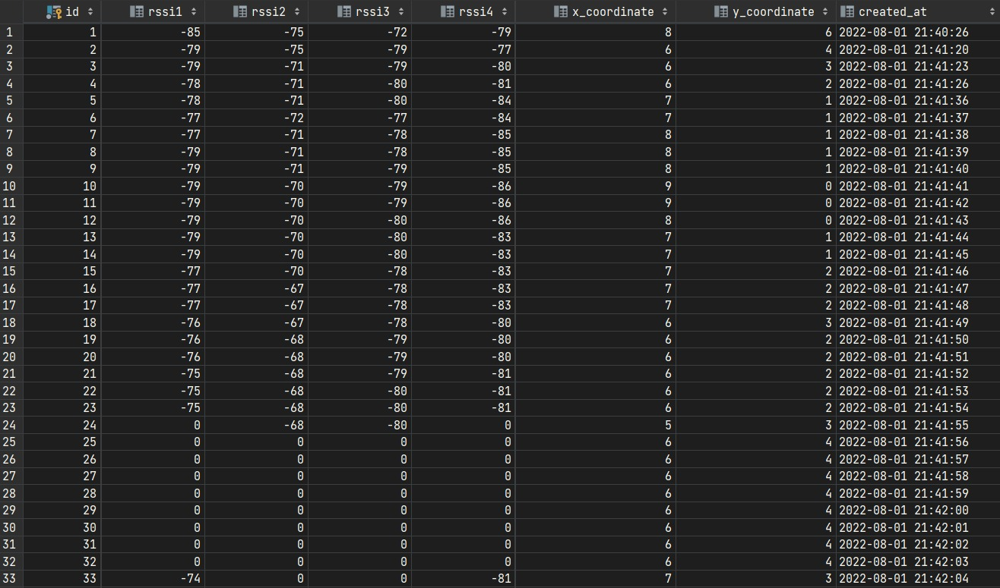 id rssi1 rssi2 rssi3 rssi4 x_coordinate y_coordinate created_at
1 1 -85 -75 -72 -79 8 6 2022-08-01 21:40:26
2 2 -79 -75 -79 -77 6 4 2022-08-01 21:41:20
3 3 -79 -71 -79 -80 6 3 2022-08-01 21:41:23
4 4 -78 -71 -80 -81 6 2 2022-08-01 21:41:26
5 5 -78 -71 -80 -84 7 1 2022-08-01 21:41:36
6 6 -77 -72 -77 -84 7 1 2022-08-01 21:41:37
7 7 -77 -71 -78 -85 8 1 2022-08-01 21:41:38
8 8 -79 -71 -78 -85 8 1 2022-08-01 21:41:39
9 9 -79 -71 -79 -85 8 1 2022-08-01 21:41:40
10 10 -79 -70 -79 -86 9 0 2022-08-01 21:41:41
11 11 -79 -70 -79 -86 9 0 2022-08-01 21:41:42
12 12 -79 -70 -80 -86 8 0 2022-08-01 21:41:43
13 13 -79 -70 -80 -83 7 1 2022-08-01 21:41:44
14 14 -79 -70 -80 -83 7 1 2022-08-01 21:41:45
15 15 -77 -70 -78 -83 7 2 2022-08-01 21:41:46
16 16 -77 -67 -78 -83 7 2 2022-08-01 21:41:47
17 17 -77 -67 -78 -83 7 2 2022-08-01 21:41:48
18 18 -76 -67 -78 -80 6 3 2022-08-01 21:41:49
19 19 -76 -68 -79 -80 6 2 2022-08-01 21:41:50
20 20 -76 -68 -79 -80 6 2 2022-08-01 21:41:51
21 21 -75 -68 -79 -81 6 2 2022-08-01 21:41:52
22 22 -75 -68 -80 -81 6 2 2022-08-01 21:41:53
23 23 -75 -68 -80 -81 6 2 2022-08-01 21:41:54
24 24 0 -68 -80 0 5 3 2022-08-01 21:41:55
25 25 0 0 0 0 6 4 2022-08-01 21:41:56
26 26 0 0 0 0 6 4 2022-08-01 21:41:57
27 27 0 0 0 0 6 4 2022-08-01 21:41:58
28 28 0 0 0 0 6 4 2022-08-01 21:41:59
29 29 0 0 0 0 6 4 2022-08-01 21:42:00
30 30 0 0 0 0 6 4 2022-08-01 21:42:01
31 31 0 0 0 0 6 4 2022-08-01 21:42:02
32 32 0 0 0 0 6 4 2022-08-01 21:42:03
33 33 -74 0 0 -81 7 3 2022-08-01 21:42:04